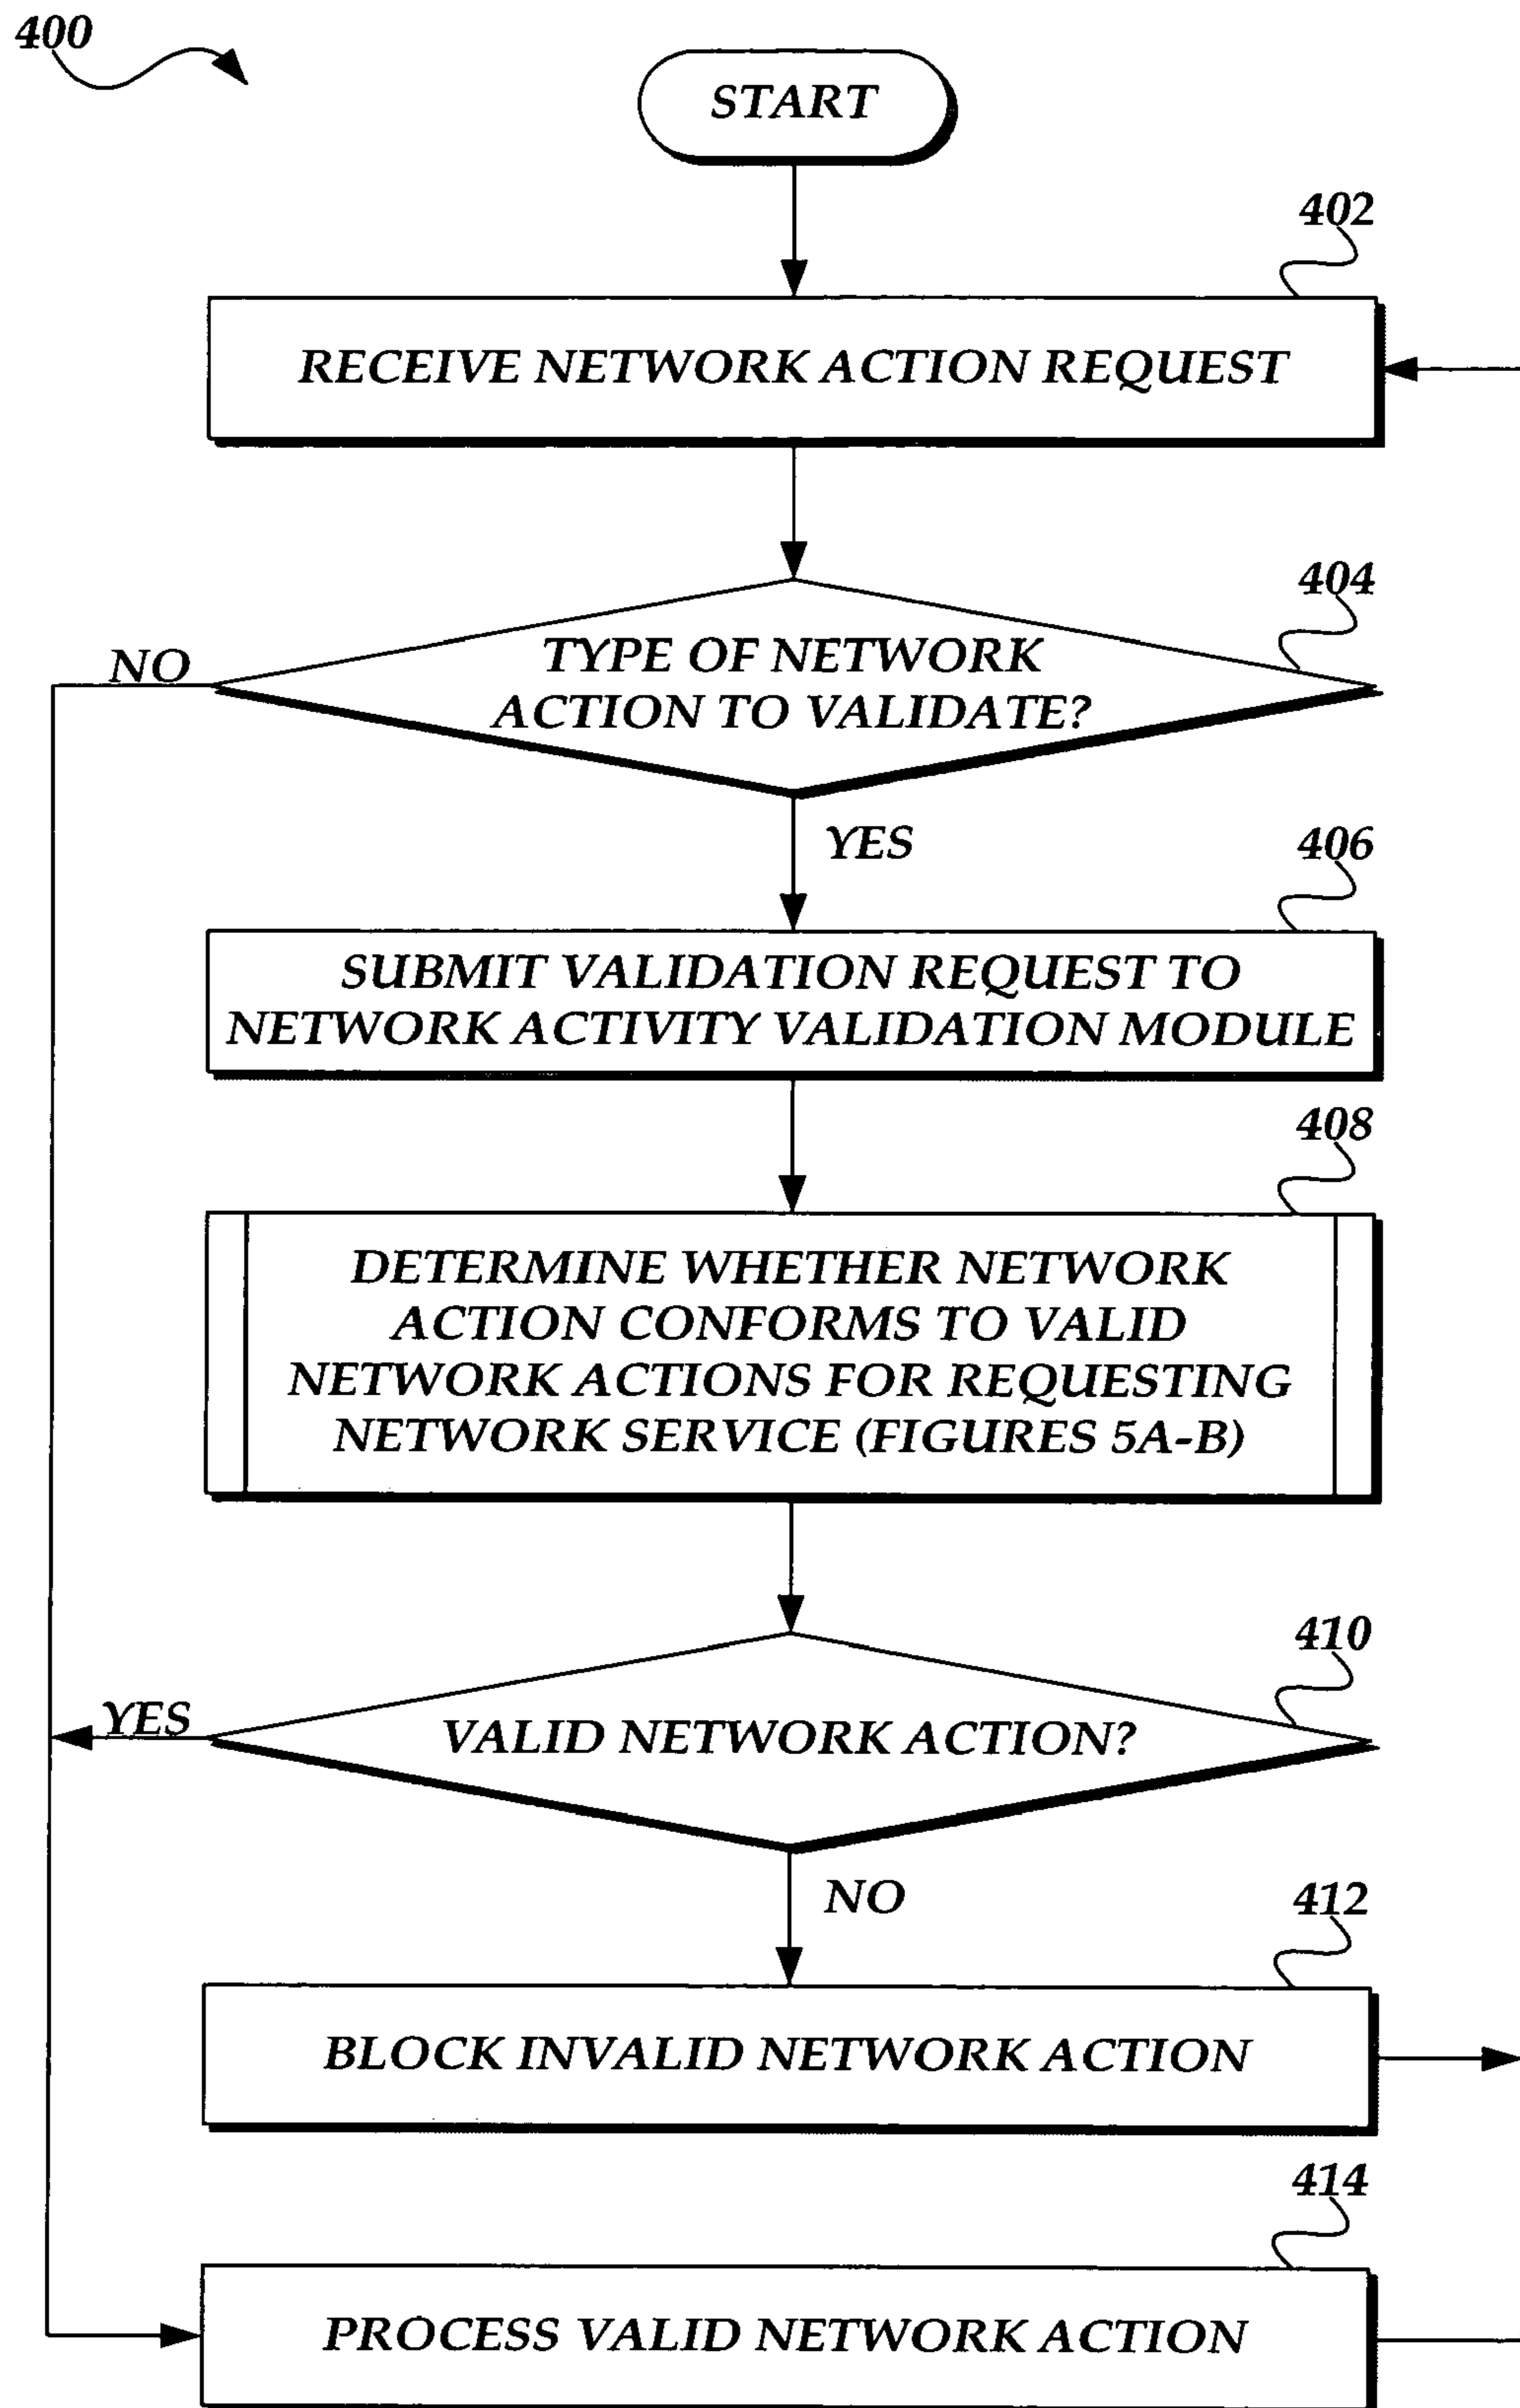 400
START
402
RECEIVE NETWORK ACTION REQUEST
404
NO
TYPE OF NETWORK
ACTION TO VALIDATE?
YES
406
SUBMIT VALIDATION REQUEST TO
NETWORK ACTIVITY VALIDATION MODULE
408
DETERMINE WHETHER NETWORK
ACTION CONFORMS TO VALID
NETWORK ACTIONS FOR REQUESTING
NETWORK SERVICE (FIGURES 5A-B)
410
YES
VALID NETWORK ACTION?
NO
412
BLOCK INVALID NETWORK ACTION
414
PROCESS VALID NETWORK ACTION